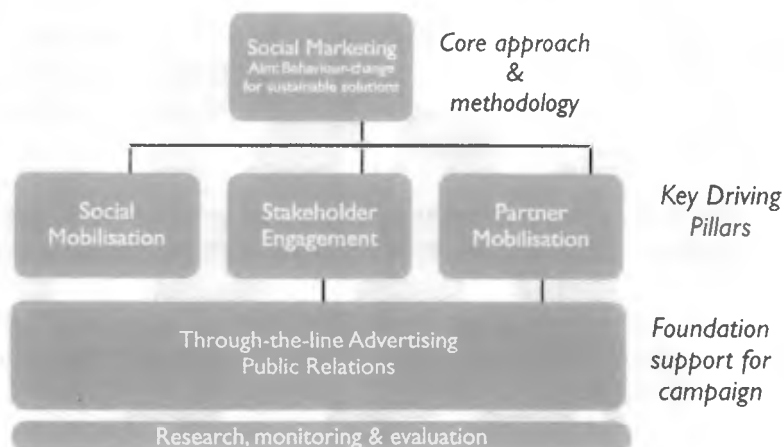 Social Marketing
Aim: Behaviour-change
for sustainable solutions
Core approach
&
methodology
Social
Mobilisation
Stakeholder
Engagement
Partner
Mobilisation
Key Driving
Pillars
Through-the-line Advertising
Public Relations
Foundation
support for
campaign
Research, monitoring & evaluation